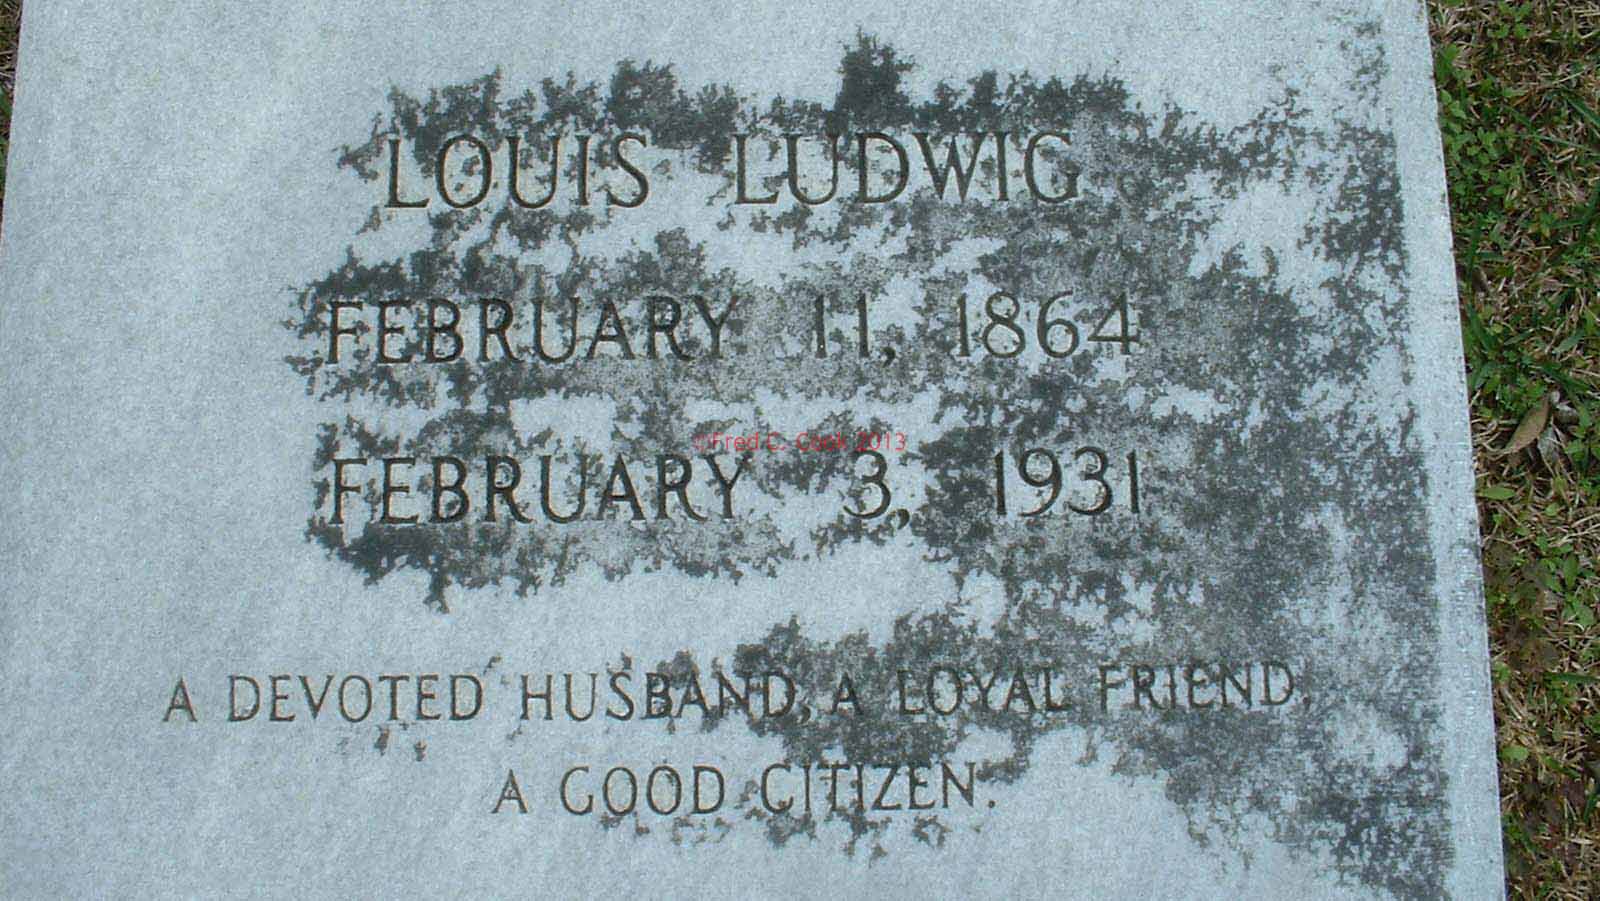 LOUIS LUDWIG
FEBRUARY 11, 1864
©Fred C. Cook 2013
FEBRUARY 3, 1931
A DEVOTED HUSBAND, A LOYAL FRIEND,
A GOOD CITIZEN.